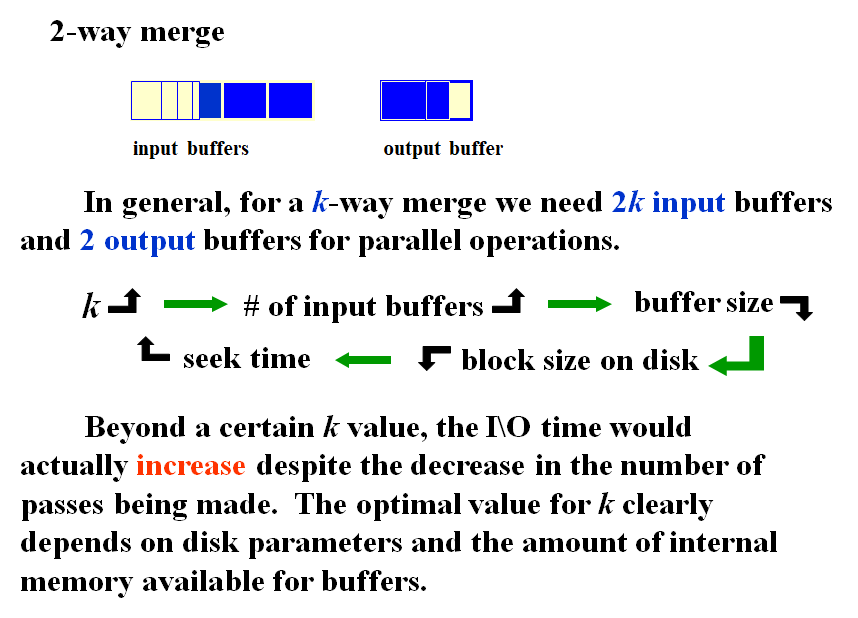 2-way merge
input buffers output buffer
In general, for a k-way merge we need 2k input buffers
and 2 output buffers for parallel operations.
k # of input buffers buffer size
seek time block size on disk
Beyond a certain k value, the I\O time would
actually increase despite the decrease in the number of
passes being made. The optimal value for k clearly
depends on disk parameters and the amount of internal
memory available for buffers.